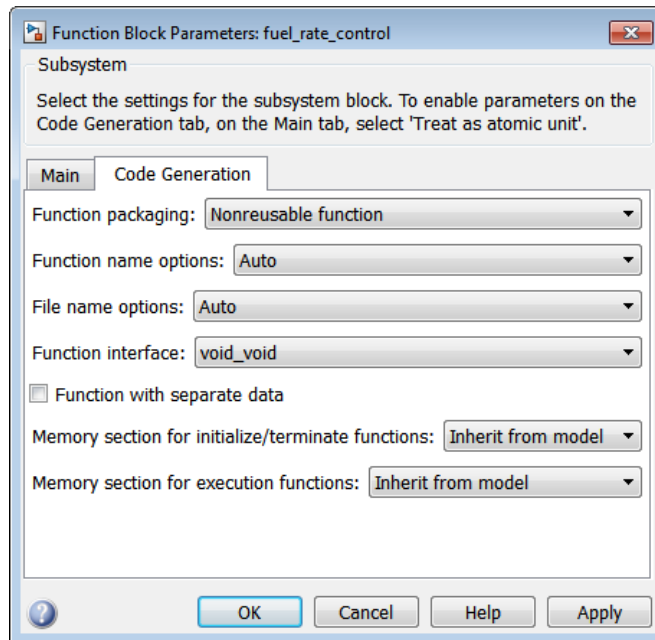 Function Block Parameters: fuel_rate_control
Subsystem
Select the settings for the subsystem block. To enable parameters on the
Code Generation tab, on the Main tab, select 'Treat as atomic unit'.
Main Code Generation
Function packaging: Nonreusable function
Function name options: Auto
File name options: Auto
Function interface: void_void
Function with separate data
Memory section for initialize/terminate functions: Inherit from model
Memory section for execution functions: Inherit from model
? OK Cancel Help Apply